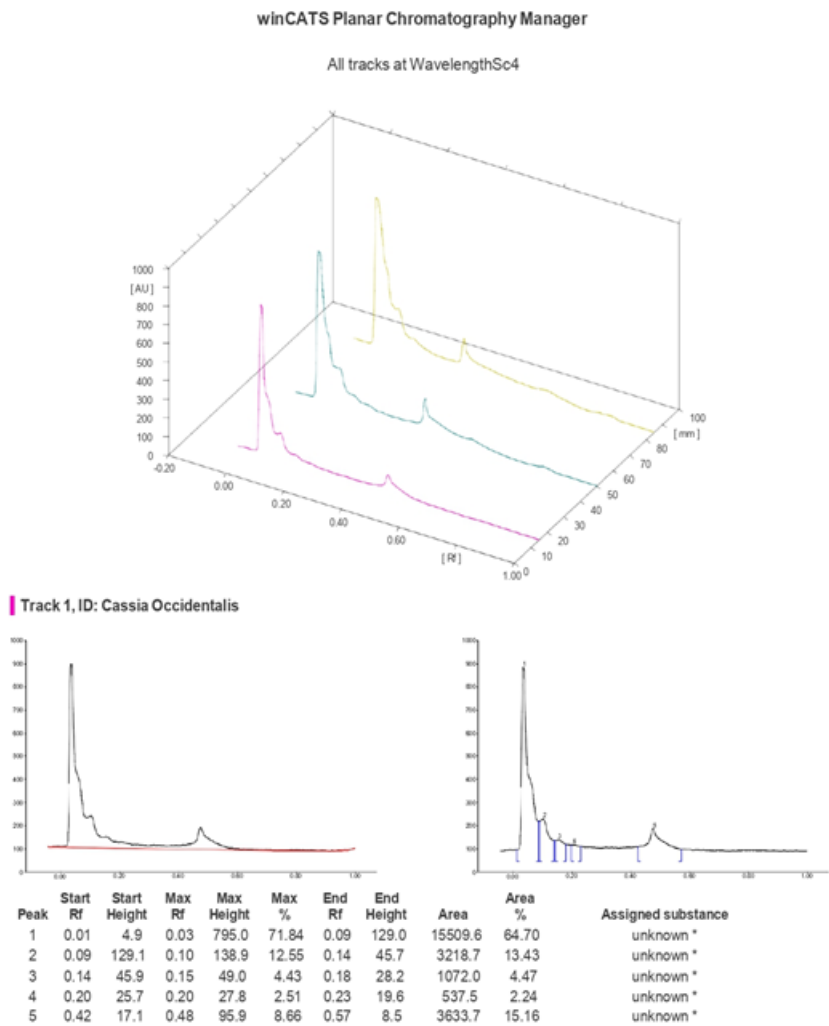 winCATS Planar Chromatography Manager
All tracks at WavelengthSc4
1000
[AU]
800
700
600
500
400
300
200
100
0
-0.20
0.00
0.20
0.40
0.60
[Rf]
1.00
0
10
20
30
40
50
60
70
80
[mm]
100
Track 1, ID: Cassia Occidentalis
Peak Start Rf Start Height Max Rf Max Height Max % End Rf End Height Area Area % Assigned substance
1 0.01 4.9 0.03 795.0 71.84 0.09 129.0 15509.6 64.70 unknown *
2 0.09 129.1 0.10 138.9 12.55 0.14 45.7 3218.7 13.43 unknown *
3 0.14 45.9 0.15 49.0 4.43 0.18 28.2 1072.0 4.47 unknown *
4 0.20 25.7 0.20 27.8 2.51 0.23 19.6 537.5 2.24 unknown *
5 0.42 17.1 0.48 95.9 8.66 0.57 8.5 3633.7 15.16 unknown *